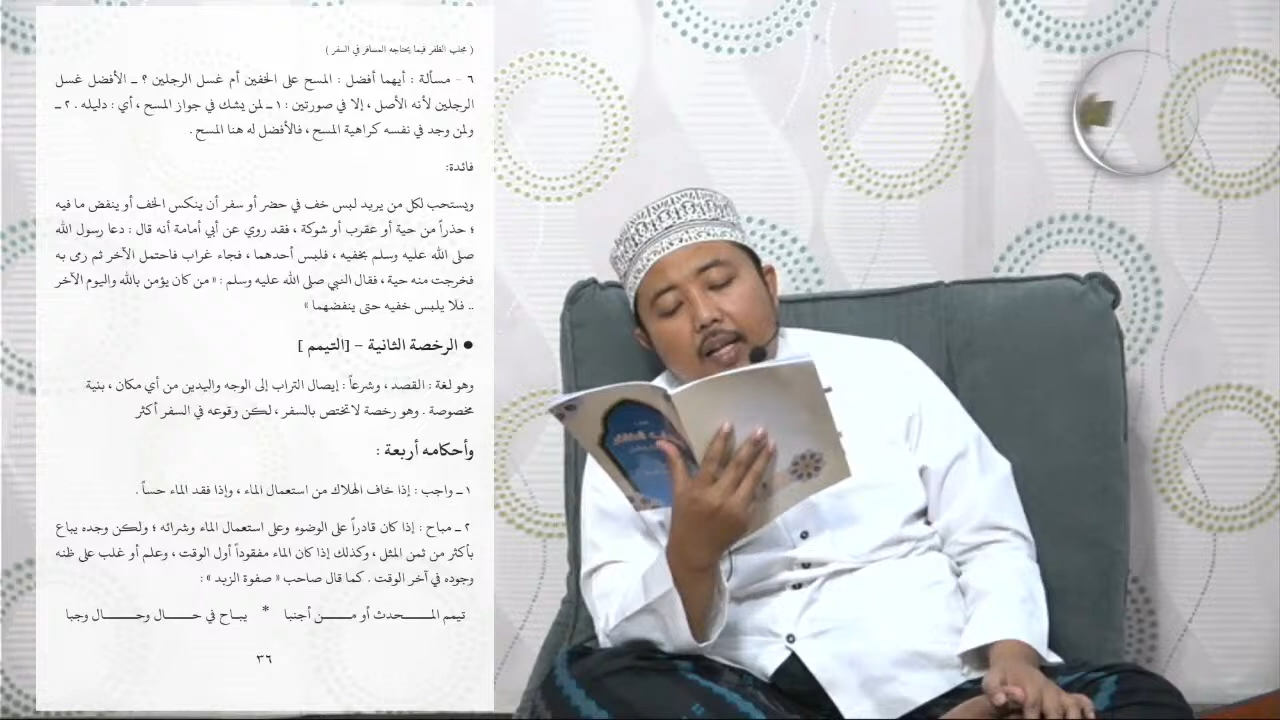 ( مجلب الظفر فيما يحتاجه المسافر في السفر )
٦ – مسألة : أيهما أفضل : المسح على الخفين أم غسل الرجلين ؟ ــ الأفضل غسل
الرجلين لأنه الأصل ، إلا في صورتين : ١ ــ لمن يشك في جواز المسح ، أي : دليله . ٢ ــ
ولمن وجد في نفسه كراهية المسح ، فالأفضل له هنا المسح .
فائدة:
ويستحب لكل من يريد لبس خف في حضر أو سفر أن ينكس الخف أو ينفض ما فيه
؛ حذراً من حية أو عقرب أو شوكة ، فقد روي عن أبي أمامة أنه قال : دعا رسول الله
صلى الله عليه وسلم بخفيه ، فلبس أحدهما ، فجاء غراب فاحتمل الآخر ثم رمى به
فخرجت منه حية ، فقال النبي صلى الله عليه وسلم : « من كان يؤمن بالله واليوم الآخر
.. فلا يلبس خفيه حتى ينفضهما »
● الرخصة الثانية – [التيمم ]
وهو لغة : القصد ، وشرعاً : إيصال التراب إلى الوجه واليدين من أي مكان ، بنية
مخصوصة . وهو رخصة لا تختص بالسفر ، لكن وقوعه في السفر أكثر
وأحكامه أربعة :
١ ــ واجب : إذا خاف الهلاك من استعمال الماء ، وإذا فقد الماء حساً .
٢ ــ مباح : إذا كان قادراً على الوضوء وعلى استعمال الماء وشرائه ؛ ولكن وجده يباع
بأكثر من ثمن المثل ، وكذلك إذا كان الماء مفقوداً أول الوقت ، وعلم أو غلب على ظنه
وجوده في آخر الوقت . كما قال صاحب « صفوة الزبد » :
تيمم المـــحدث أو مـــن أجنبا * يبـاح في حـــال وحـــال وجبا
٣٦